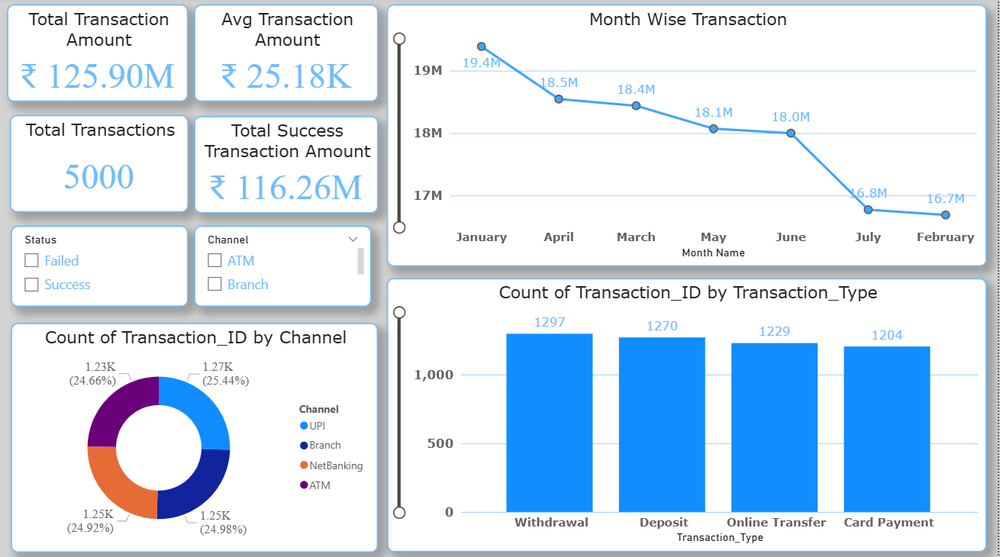 Total Transaction
Amount
₹ 125.90M
Avg Transaction
Amount
₹ 25.18K
Total Transactions
5000
Total Success
Transaction Amount
₹ 116.26M
Status
Failed
Success
Channel
ATM
Branch
Count of Transaction_ID by Channel
1.23K
(24.66%)
1.27K
(25.44%)
1.25K
(24.92%)
1.25K
(24.98%)
Channel
UPI
Branch
NetBanking
ATM
Month Wise Transaction
19M
18M
17M
19.4M
18.5M
18.4M
18.1M
18.0M
16.8M
16.7M
January April March May June July February
Month Name
Count of Transaction_ID by Transaction_Type
1,000
500
0
1297 1270 1229 1204
Withdrawal Deposit Online Transfer Card Payment
Transaction_Type